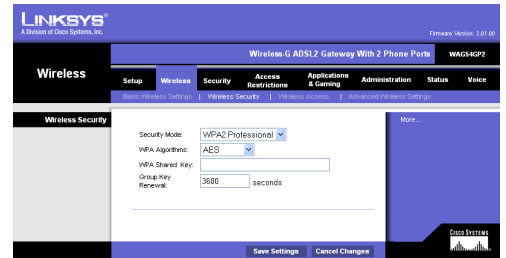 LINKSYS®
A Division of Cisco Systems, Inc.
Firmware Version: 2.01.00
Wireless-G ADSL2 Gateway With 2 Phone Ports WAG54GP2
Wireless
Setup Wireless Security Access Restrictions Applications & Gaming Administration Status Voice
Basic Wireless Settings | Wireless Security | Wireless Access | Advanced Wireless Settings
Wireless Security
More...
Security Mode: WPA2 Professional
WPA Algorithms: AES
WPA Shared Key:
Group Key Renewal: 3600 seconds
CISCO SYSTEMS
Save Settings Cancel Changes